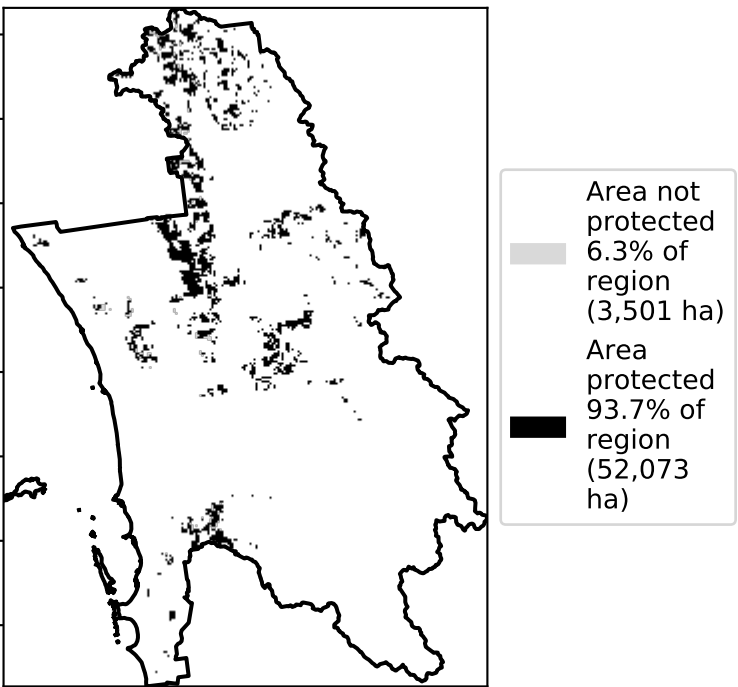 Area not
protected
6.3% of
region
(3,501 ha)
Area
protected
93.7% of
region
(52,073
ha)